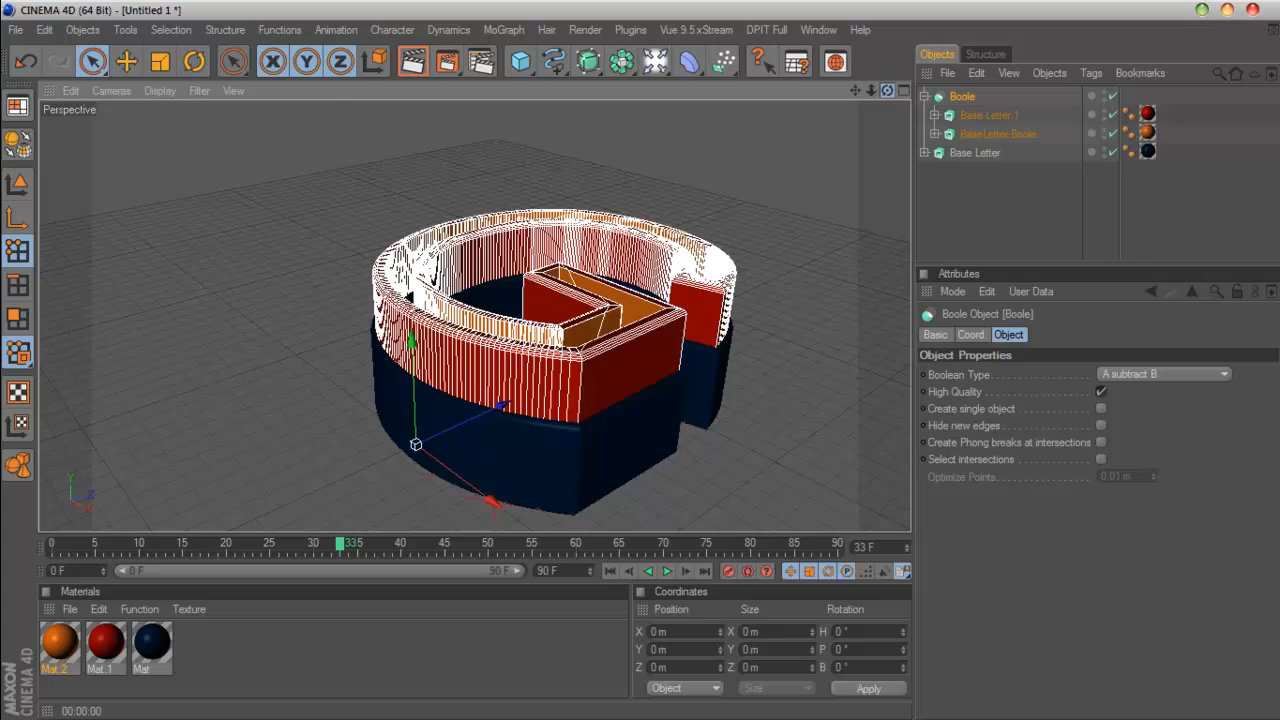 CINEMA 4D (64 Bit) - [Untitled 1 *]
File Edit Objects Tools Selection Structure Functions Animation Character Dynamics MoGraph Hair Render Plugins Vue 9.5 xStream DPIT Full Window Help
Objects Structure
File Edit View Objects Tags Bookmarks
Edit Cameras Display Filter View
Perspective
Boole
Base Letter.1
Base Letter Boole
Base Letter
Attributes
Mode Edit User Data
Boole Object [Boole]
Basic Coord. Object
Object Properties
Boolean Type A subtract B
High Quality
Create single object
Hide new edges
Create Phong breaks at intersections
Select intersections
Optimize Points 0.01 m
X Y Z
Y Z X
0 5 10 15 20 25 30 335 40 45 50 55 60 65 70 75 80 85 90 33 F
0 F 0 F 90 F 90 F
Materials
File Edit Function Texture
Mat.2 Mat.1 Mat
Coordinates
Position Size Rotation
X 0 m X 0 m H 0 °
Y 0 m Y 0 m P 0 °
Z 0 m Z 0 m B 0 °
Object Size Apply
MAXON
CINEMA 4D
00:00:00